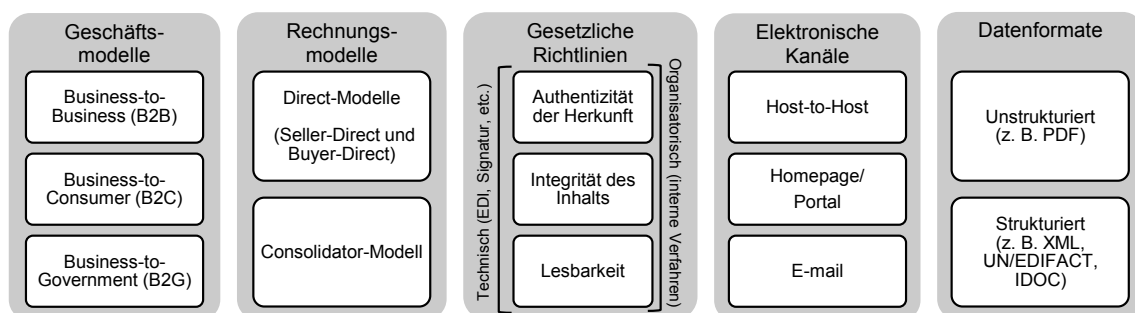 Geschäfts-
modelle
Business-to-
Business (B2B)
Business-to-
Consumer (B2C)
Business-to-
Government (B2G)
Rechnungs-
modelle
Direct-Modelle
(Seller-Direct und
Buyer-Direct)
Consolidator-Modell
Gesetzliche
Richtlinien
Technisch (EDI, Signatur, etc.)
Authentizität
der Herkunft
Integrität des
Inhalts
Lesbarkeit
Organisatorisch (interne Verfahren)
Elektronische
Kanäle
Host-to-Host
Homepage/
Portal
E-mail
Datenformate
Unstrukturiert
(z. B. PDF)
Strukturiert
(z. B. XML,
UN/EDIFACT,
IDOC)